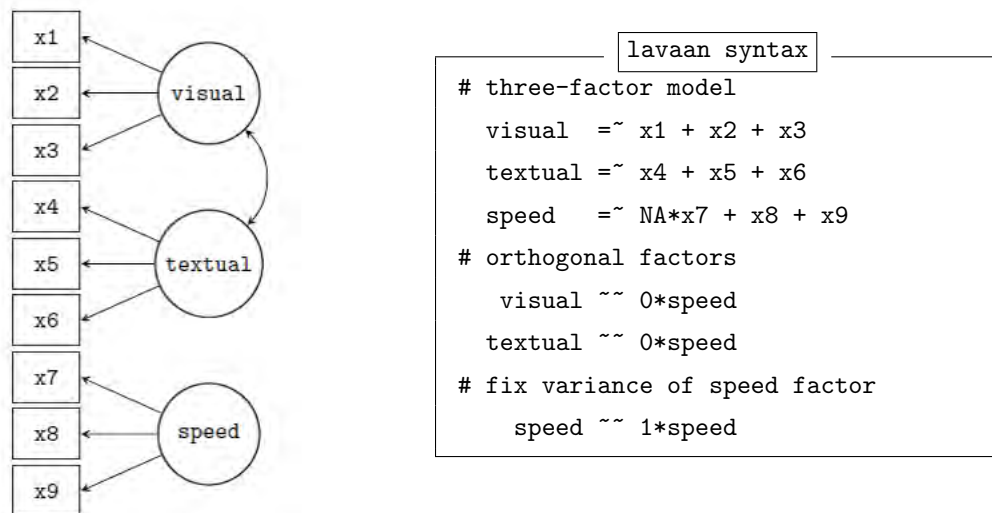 x1
x2
x3
x4
x5
x6
x7
x8
x9
visual
textual
speed
lavaan syntax
# three-factor model
visual =~ x1 + x2 + x3
textual =~ x4 + x5 + x6
speed =~ NA*x7 + x8 + x9
# orthogonal factors
visual ~~ 0*speed
textual ~~ 0*speed
# fix variance of speed factor
speed ~~ 1*speed